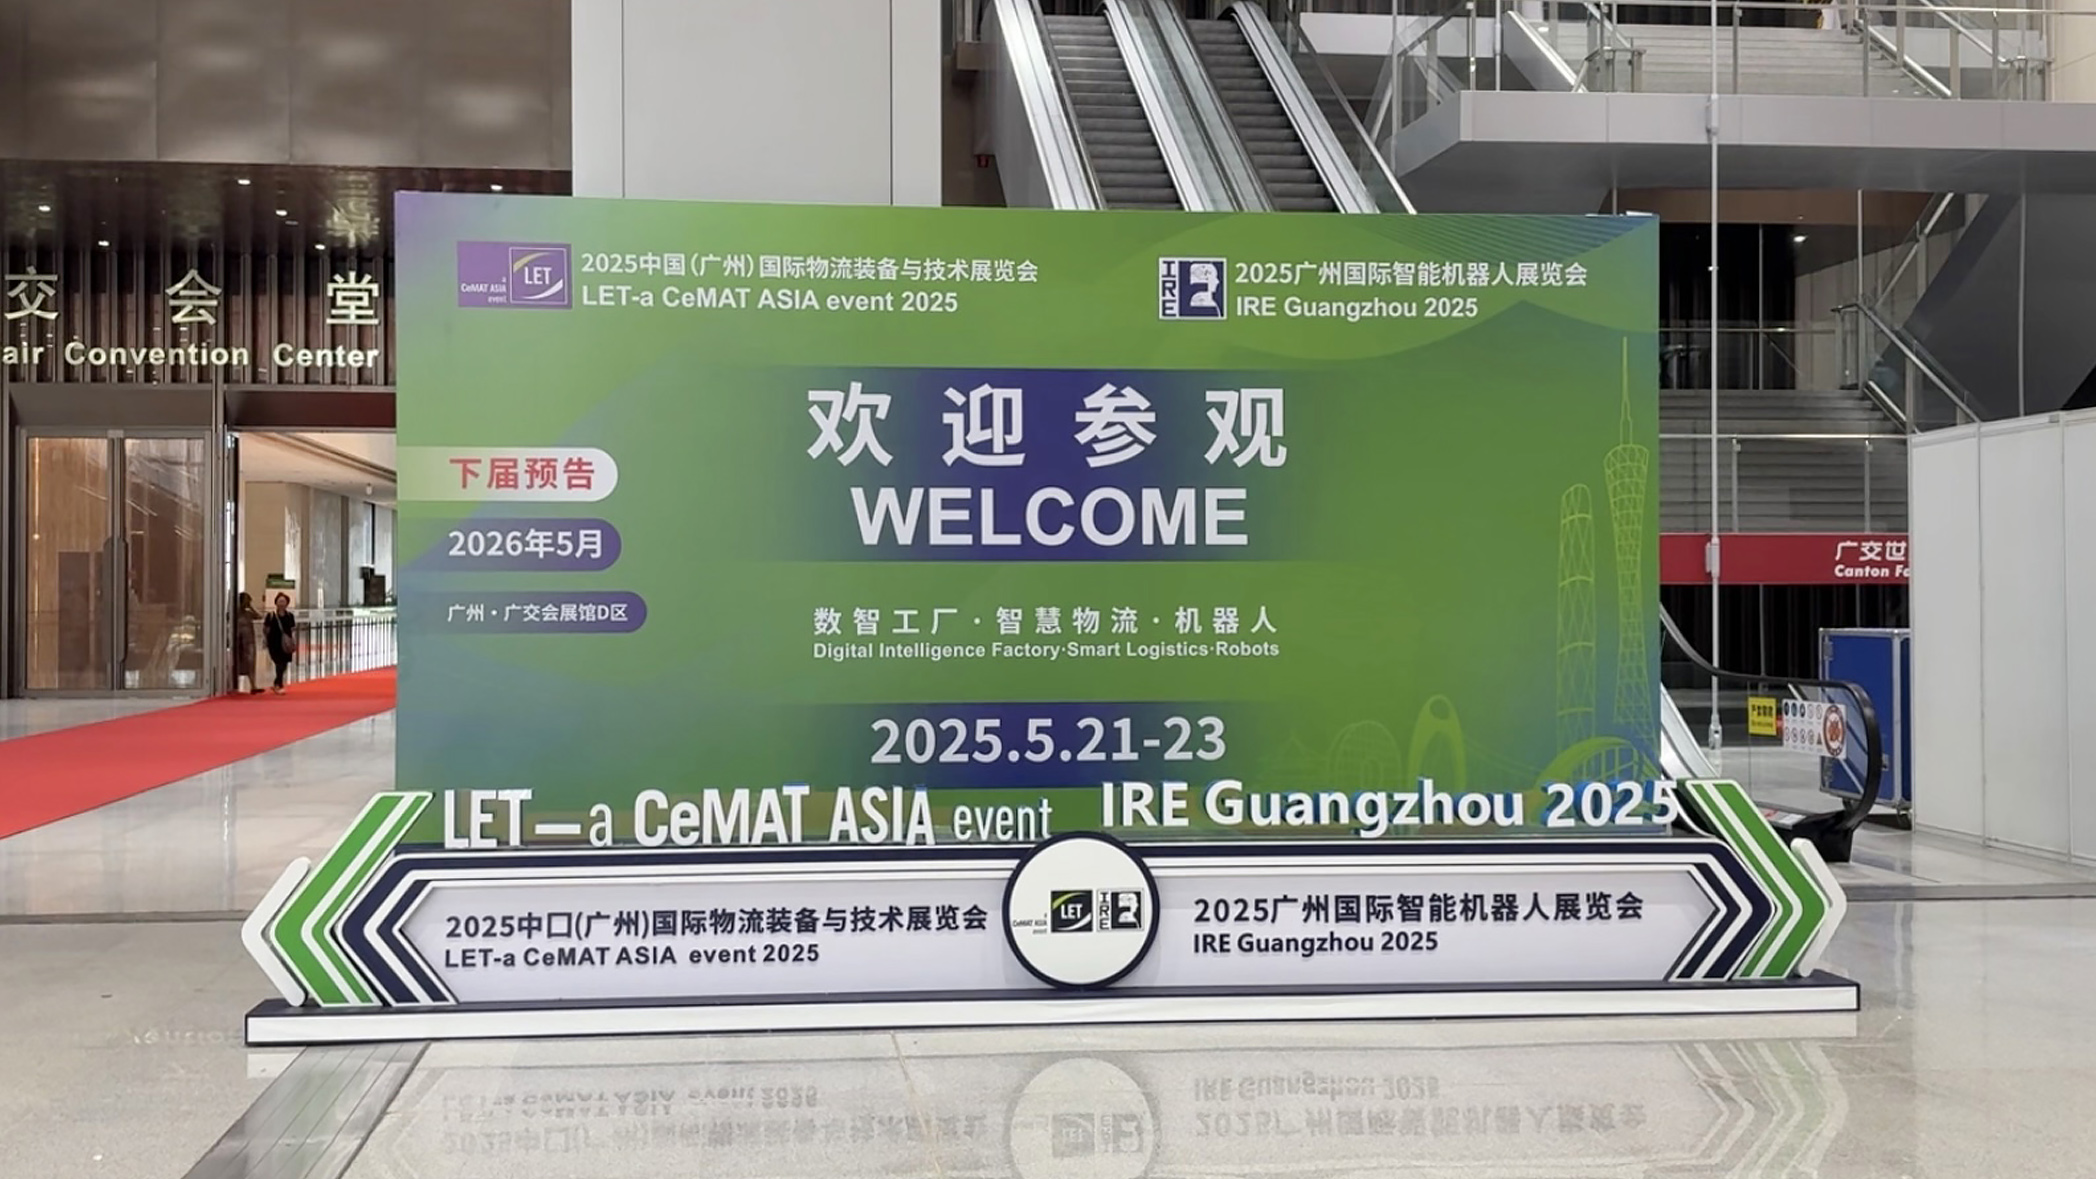 交会堂
air Convention Center
CeMAT ASIA
event
LET
2025中国(广州)国际物流装备与技术展览会
LET-a CeMAT ASIA event 2025
IRE
2025广州国际智能机器人展览会
IRE Guangzhou 2025
欢迎参观
WELCOME
下届预告
2026年5月
广州·广交会展馆D区
数智工厂·智慧物流·机器人
Digital Intelligence Factory·Smart Logistics·Robots
2025.5.21-23
广交世
Canton Fa
LET—a CeMAT ASIA event
IRE Guangzhou 2025
2025中囗(广州)国际物流装备与技术展览会
LET-a CeMAT ASIA event 2025
LET
IRE
2025广州国际智能机器人展览会
IRE Guangzhou 2025